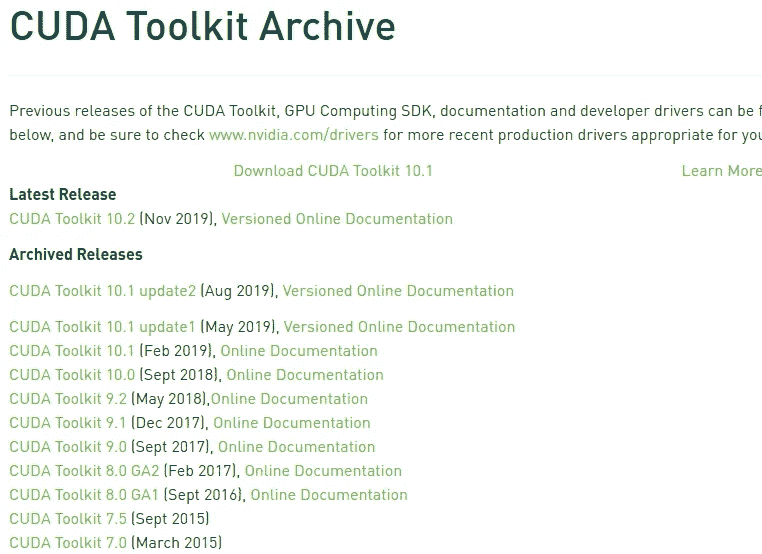 CUDA Toolkit Archive
Previous releases of the CUDA Toolkit, GPU Computing SDK, documentation and developer drivers can be
below, and be sure to check www.nvidia.com/drivers for more recent production drivers appropriate for
Download CUDA Toolkit 10.1 Learn More
Latest Release
CUDA Toolkit 10.2 (Nov 2019), Versioned Online Documentation
Archived Releases
CUDA Toolkit 10.1 update2 (Aug 2019), Versioned Online Documentation
CUDA Toolkit 10.1 update1 (May 2019), Versioned Online Documentation
CUDA Toolkit 10.1 (Feb 2019), Online Documentation
CUDA Toolkit 10.0 (Sept 2018), Online Documentation
CUDA Toolkit 9.2 (May 2018),Online Documentation
CUDA Toolkit 9.1 (Dec 2017), Online Documentation
CUDA Toolkit 9.0 (Sept 2017), Online Documentation
CUDA Toolkit 8.0 GA2 (Feb 2017), Online Documentation
CUDA Toolkit 8.0 GA1 (Sept 2016), Online Documentation
CUDA Toolkit 7.5 (Sept 2015)
CUDA Toolkit 7.0 (March 2015)